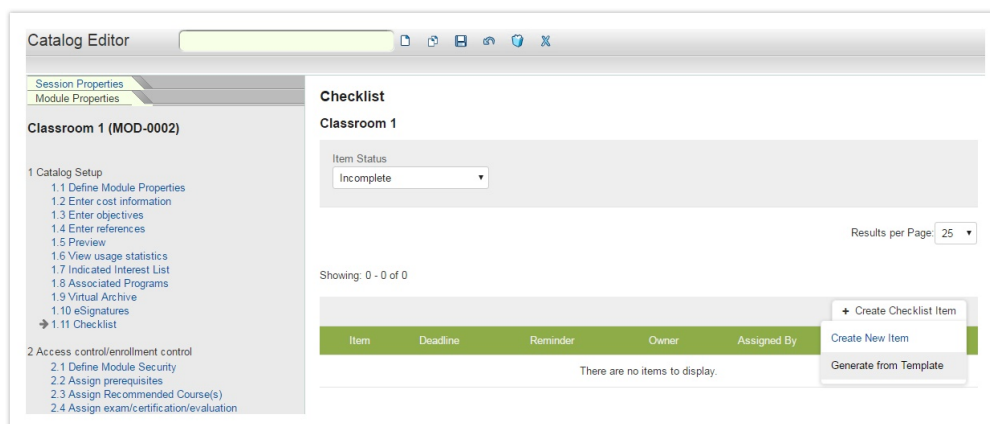 Catalog Editor
Session Properties
Module Properties
Classroom 1 (MOD-0002)
1 Catalog Setup
1.1 Define Module Properties
1.2 Enter cost information
1.3 Enter objectives
1.4 Enter references
1.5 Preview
1.6 View usage statistics
1.7 Indicated Interest List
1.8 Associated Programs
1.9 Virtual Archive
1.10 eSignatures
1.11 Checklist
2 Access control/enrollment control
2.1 Define Module Security
2.2 Assign prerequisites
2.3 Assign Recommended Course(s)
2.4 Assign exam/certification/evaluation
Checklist
Classroom 1
Item Status
Incomplete
Results per Page: 25
Showing: 0 - 0 of 0
+ Create Checklist Item
Create New Item
Generate from Template
Item Deadline Reminder Owner Assigned By
There are no items to display.